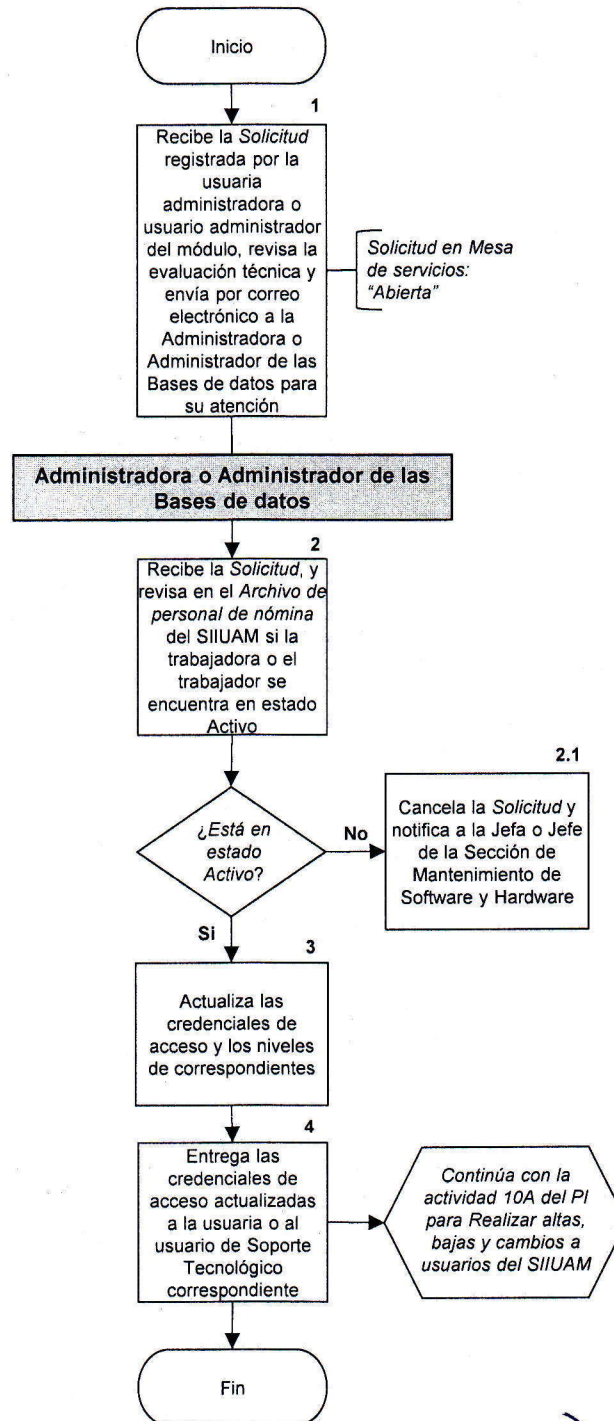 Inicio
1
Recibe la Solicitud
registrada por la
usuaria
administradora o
usuario administrador
del módulo, revisa la
evaluación técnica y
envía por correo
electrónico a la
Administradora o
Administrador de las
Bases de datos para
su atención
Solicitud en Mesa
de servicios:
“Abierta”
Administradora o Administrador de las
Bases de datos
2
Recibe la Solicitud, y
revisa en el Archivo de
personal de nómina
del SIIUAM si la
trabajadora o el
trabajador se
encuentra en estado
Activo
¿Está en
estado
Activo?
No
2.1
Cancela la Solicitud y
notifica a la Jefa o Jefe
de la Sección de
Mantenimiento de
Software y Hardware
Si
3
Actualiza las
credenciales de
acceso y los niveles
de correspondientes
4
Entrega las
credenciales de
acceso actualizadas
a la usuaria o al
usuario de Soporte
Tecnológico
correspondiente
Continúa con la
actividad 10A del PI
para Realizar altas,
bajas y cambios a
usuarios del SIIUAM
Fin